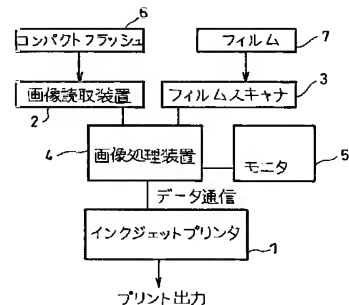 6
コンパクトフラッシュ
フィルム
7
画像読取装置
2
フィルムスキャナ
3
画像処理装置
4
モニタ
5
データ通信
インクジェットプリンタ
1
プリント出力